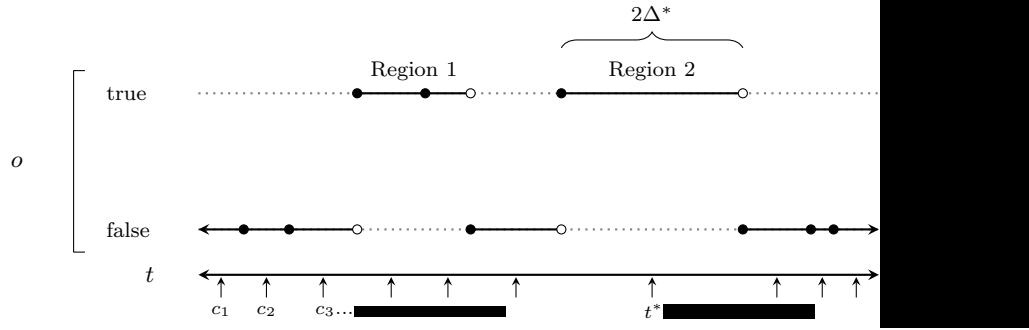 2Δ*
Region 1 Region 2
true
o
false
t
c₁ c₂ c₃... t*